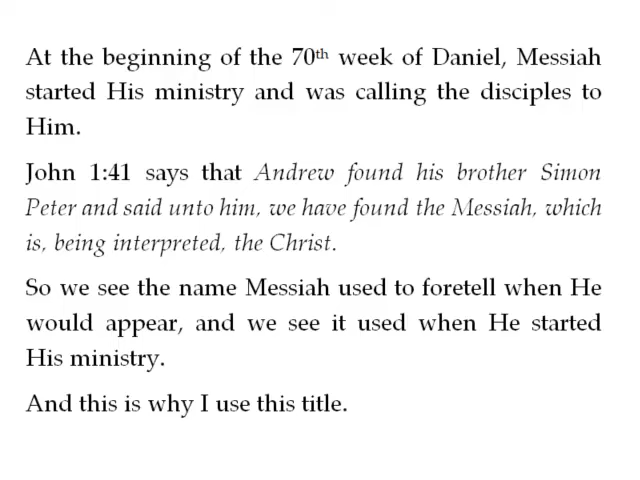 At the beginning of the 70th week of Daniel, Messiah
started His ministry and was calling the disciples to
Him.
John 1:41 says that Andrew found his brother Simon
Peter and said unto him, we have found the Messiah, which
is, being interpreted, the Christ.
So we see the name Messiah used to foretell when He
would appear, and we see it used when He started
His ministry.
And this is why I use this title.